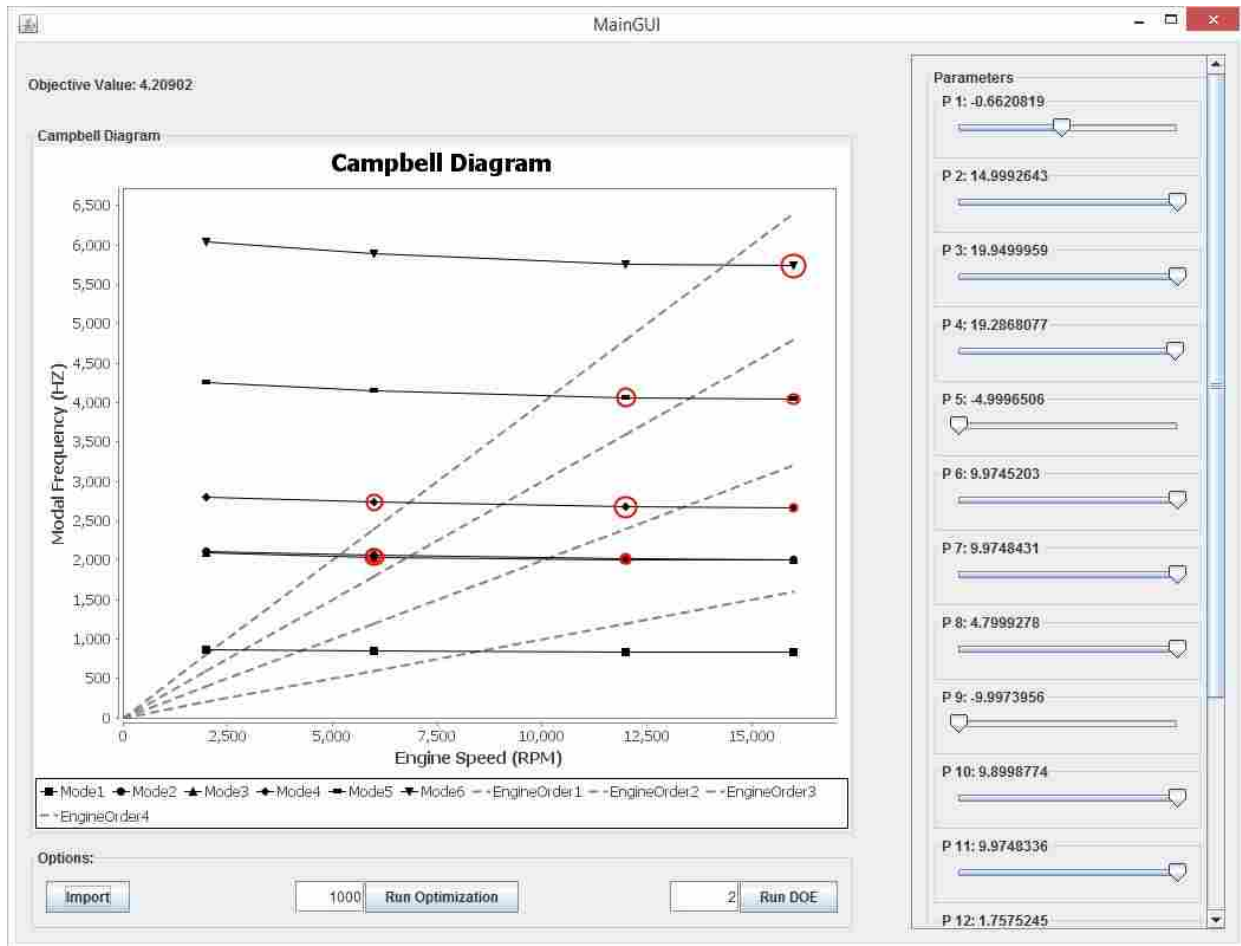 MainGUI
Objective Value: 4.20902
Campbell Diagram
Campbell Diagram
6,500
6,000
5,500
5,000
4,500
4,000
3,500
3,000
2,500
2,000
1,500
1,000
500
0
Modal Frequency (HZ)
0 2,500 5,000 7,500 10,000 12,500 15,000
Engine Speed (RPM)
Mode1 Mode2 Mode3 Mode4 Mode5 Mode6 EngineOrder1 EngineOrder2 EngineOrder3
EngineOrder4
Options:
Import 1000 Run Optimization 2 Run DOE
Parameters
P 1: -0.6620819
P 2: 14.9992643
P 3: 19.9499959
P 4: 19.2868077
P 5: -4.9996506
P 6: 9.9745203
P 7: 9.9748431
P 8: 4.7999278
P 9: -9.9973956
P 10: 9.8998774
P 11: 9.9748336
P 12: 1.7575245